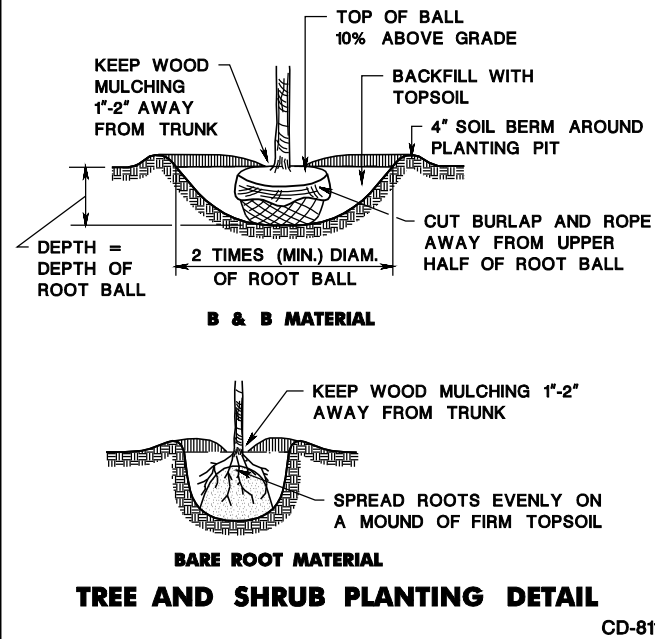 TOP OF BALL
10% ABOVE GRADE
KEEP WOOD
MULCHING
1"-2" AWAY
FROM TRUNK
BACKFILL WITH
TOPSOIL
4" SOIL BERM AROUND
PLANTING PIT
CUT BURLAP AND ROPE
AWAY FROM UPPER
HALF OF ROOT BALL
DEPTH =
DEPTH OF
ROOT BALL
2 TIMES (MIN.) DIAM.
OF ROOT BALL
B & B MATERIAL
KEEP WOOD MULCHING 1"-2"
AWAY FROM TRUNK
SPREAD ROOTS EVENLY ON
A MOUND OF FIRM TOPSOIL
BARE ROOT MATERIAL
TREE AND SHRUB PLANTING DETAIL
CD-81